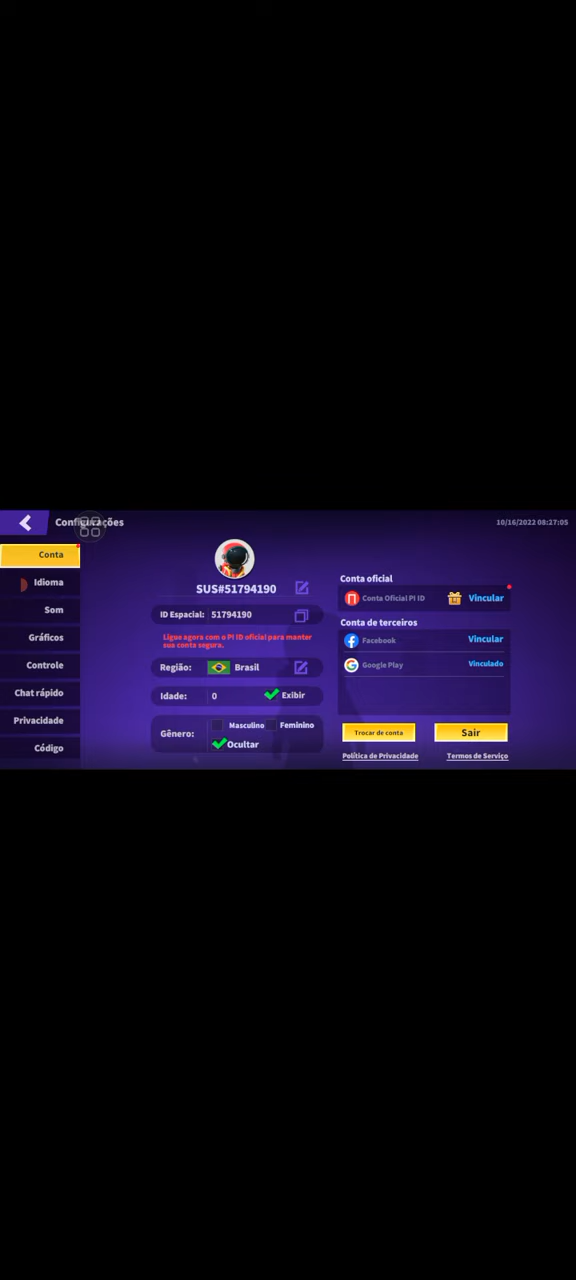 Configurações
10/16/2022 08:27:05
Conta
Idioma
Som
Gráficos
Controle
Chat rápido
Privacidade
Código
SUS#51794190
ID Espacial: 51794190
Ligue agora com o PI ID oficial para manter
sua conta segura.
Região: Brasil
Idade: 0 Exibir
Gênero: Masculino Feminino
Ocultar
Conta oficial
Conta Oficial PI ID Vincular
Conta de terceiros
Facebook Vincular
Google Play Vinculado
Trocar de conta Sair
Política de Privacidade Termos de Serviço